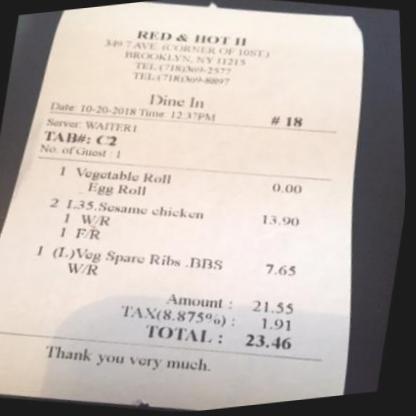 RED & HOT II
349 7 AVE. (CORNER OF 10ST.)
BROOKLYN, NY 11215
TEL:(718)369-2577
TEL:(718)369-8897
Dine In
Date: 10-20-2018 Time: 12:37PM # 18
Server: WAITER1
TAB#: C2
No. of Guest : 1
1 Vegetable Roll 0.00
Egg Roll
2 L35.Sesame chicken 13.90
1 W/R
1 F/R
1 (L)Veg Spare Ribs .BBS 7.65
W/R
Amount : 21.55
TAX(8.875%) : 1.91
TOTAL : 23.46
Thank you very much.